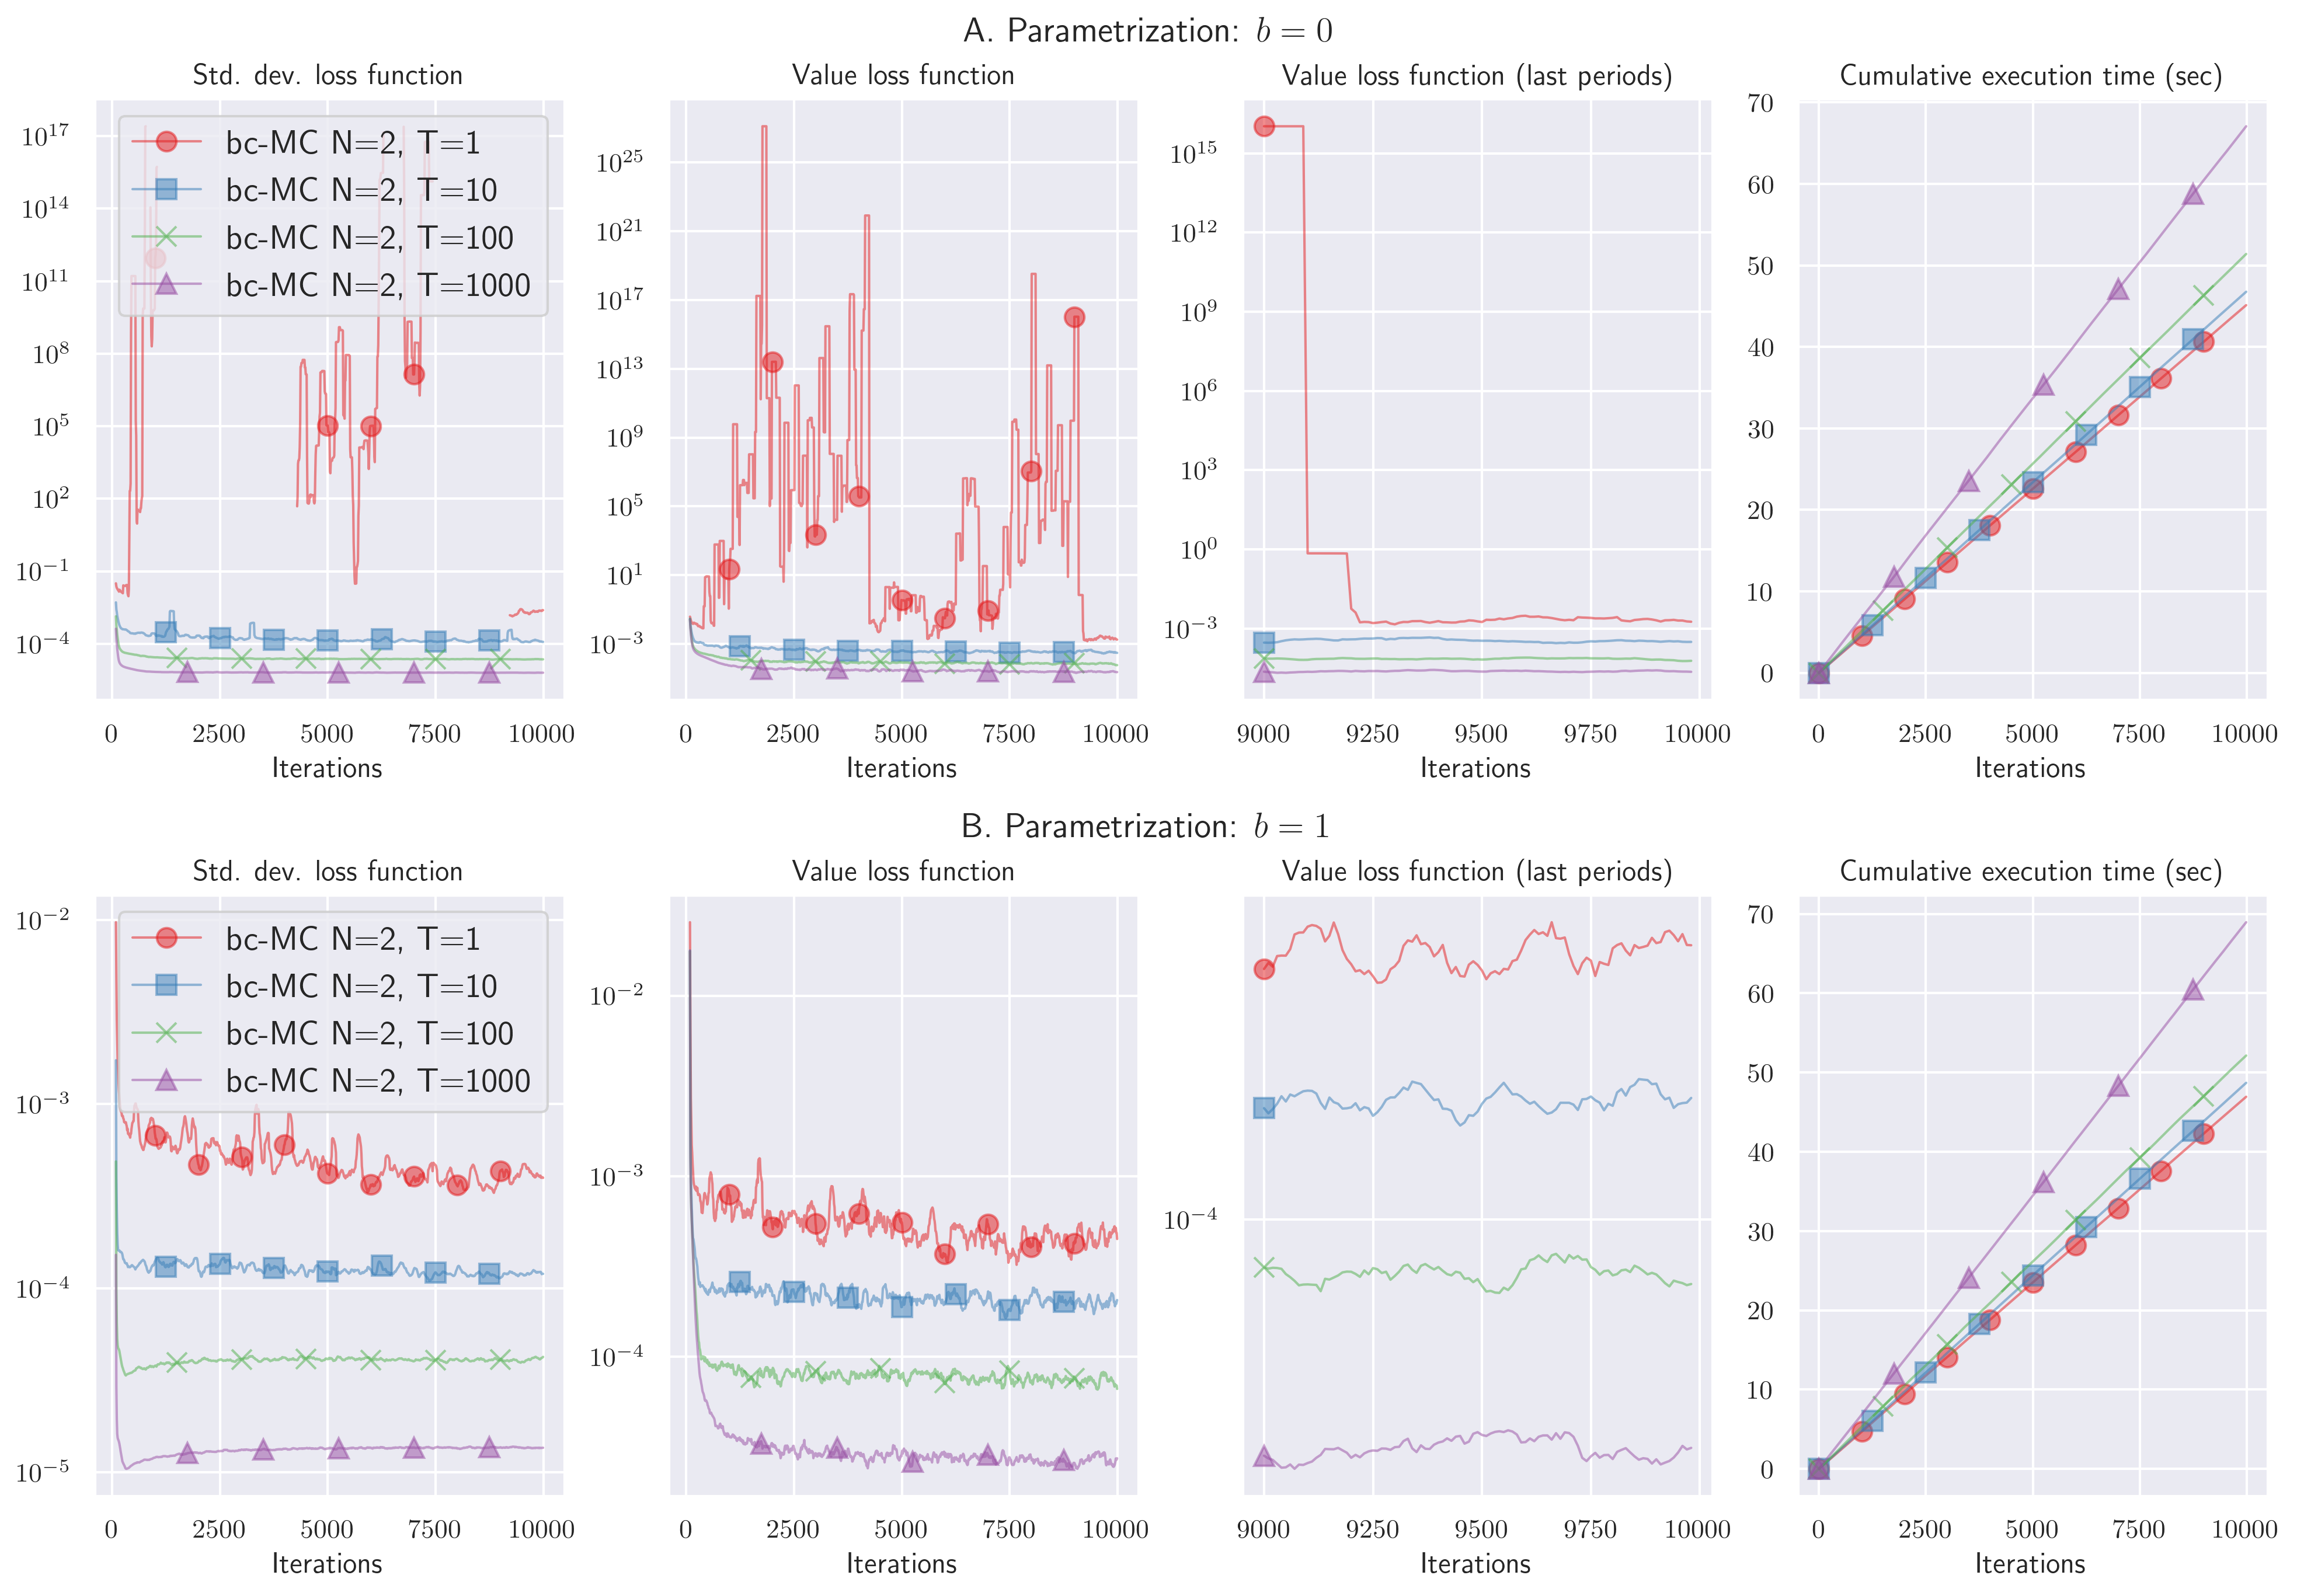 A. Parametrization: b = 0
Std. dev. loss function
10^17
10^14
10^11
10^8
10^5
10^2
10^−1
10^−4
bc-MC N=2, T=1
bc-MC N=2, T=10
bc-MC N=2, T=100
bc-MC N=2, T=1000
0 2500 5000 7500 10000
Iterations
Value loss function
10^25
10^21
10^17
10^13
10^9
10^5
10^1
10^−3
0 2500 5000 7500 10000
Iterations
Value loss function (last periods)
10^15
10^12
10^9
10^6
10^3
10^0
10^−3
9000 9250 9500 9750 10000
Iterations
Cumulative execution time (sec)
70
60
50
40
30
20
10
0
0 2500 5000 7500 10000
Iterations
B. Parametrization: b = 1
Std. dev. loss function
10^−2
10^−3
10^−4
10^−5
bc-MC N=2, T=1
bc-MC N=2, T=10
bc-MC N=2, T=100
bc-MC N=2, T=1000
0 2500 5000 7500 10000
Iterations
Value loss function
10^−2
10^−3
10^−4
0 2500 5000 7500 10000
Iterations
Value loss function (last periods)
10^−4
9000 9250 9500 9750 10000
Iterations
Cumulative execution time (sec)
70
60
50
40
30
20
10
0
0 2500 5000 7500 10000
Iterations